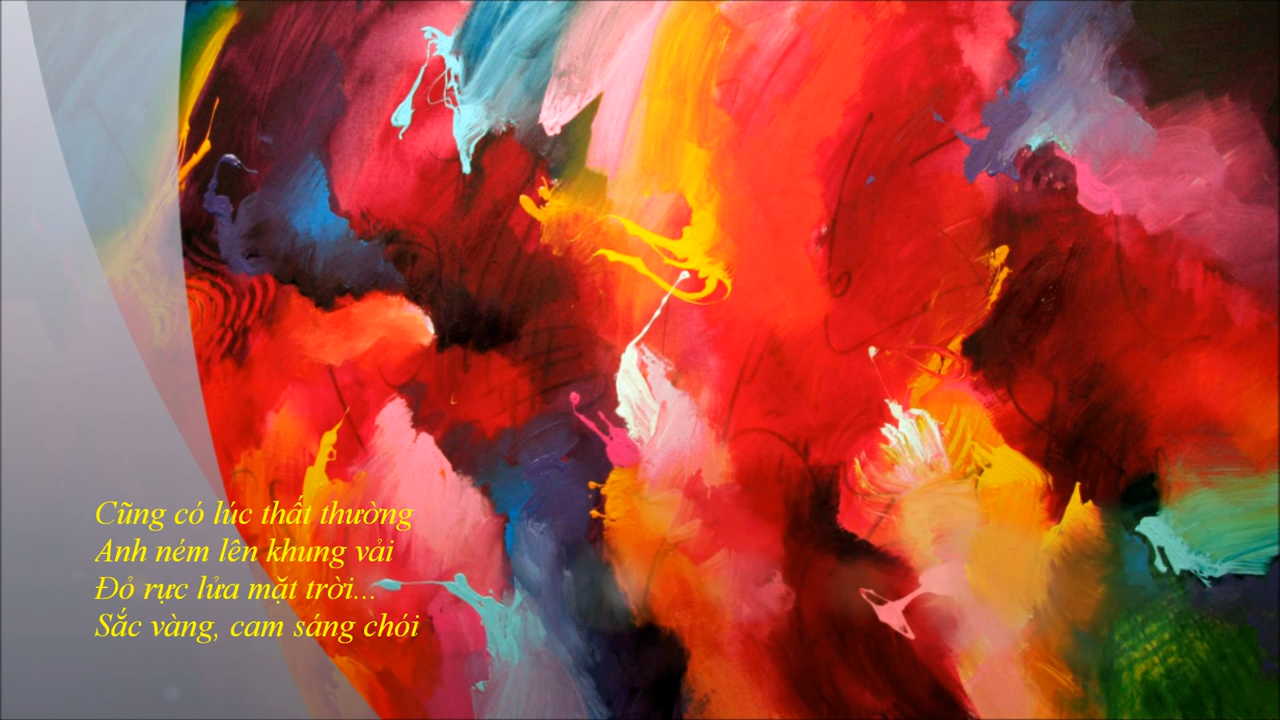 Cũng có lúc thất thường
Anh ném lên khung vải
Đỏ rực lửa mặt trời...
Sắc vàng, cam sáng chói